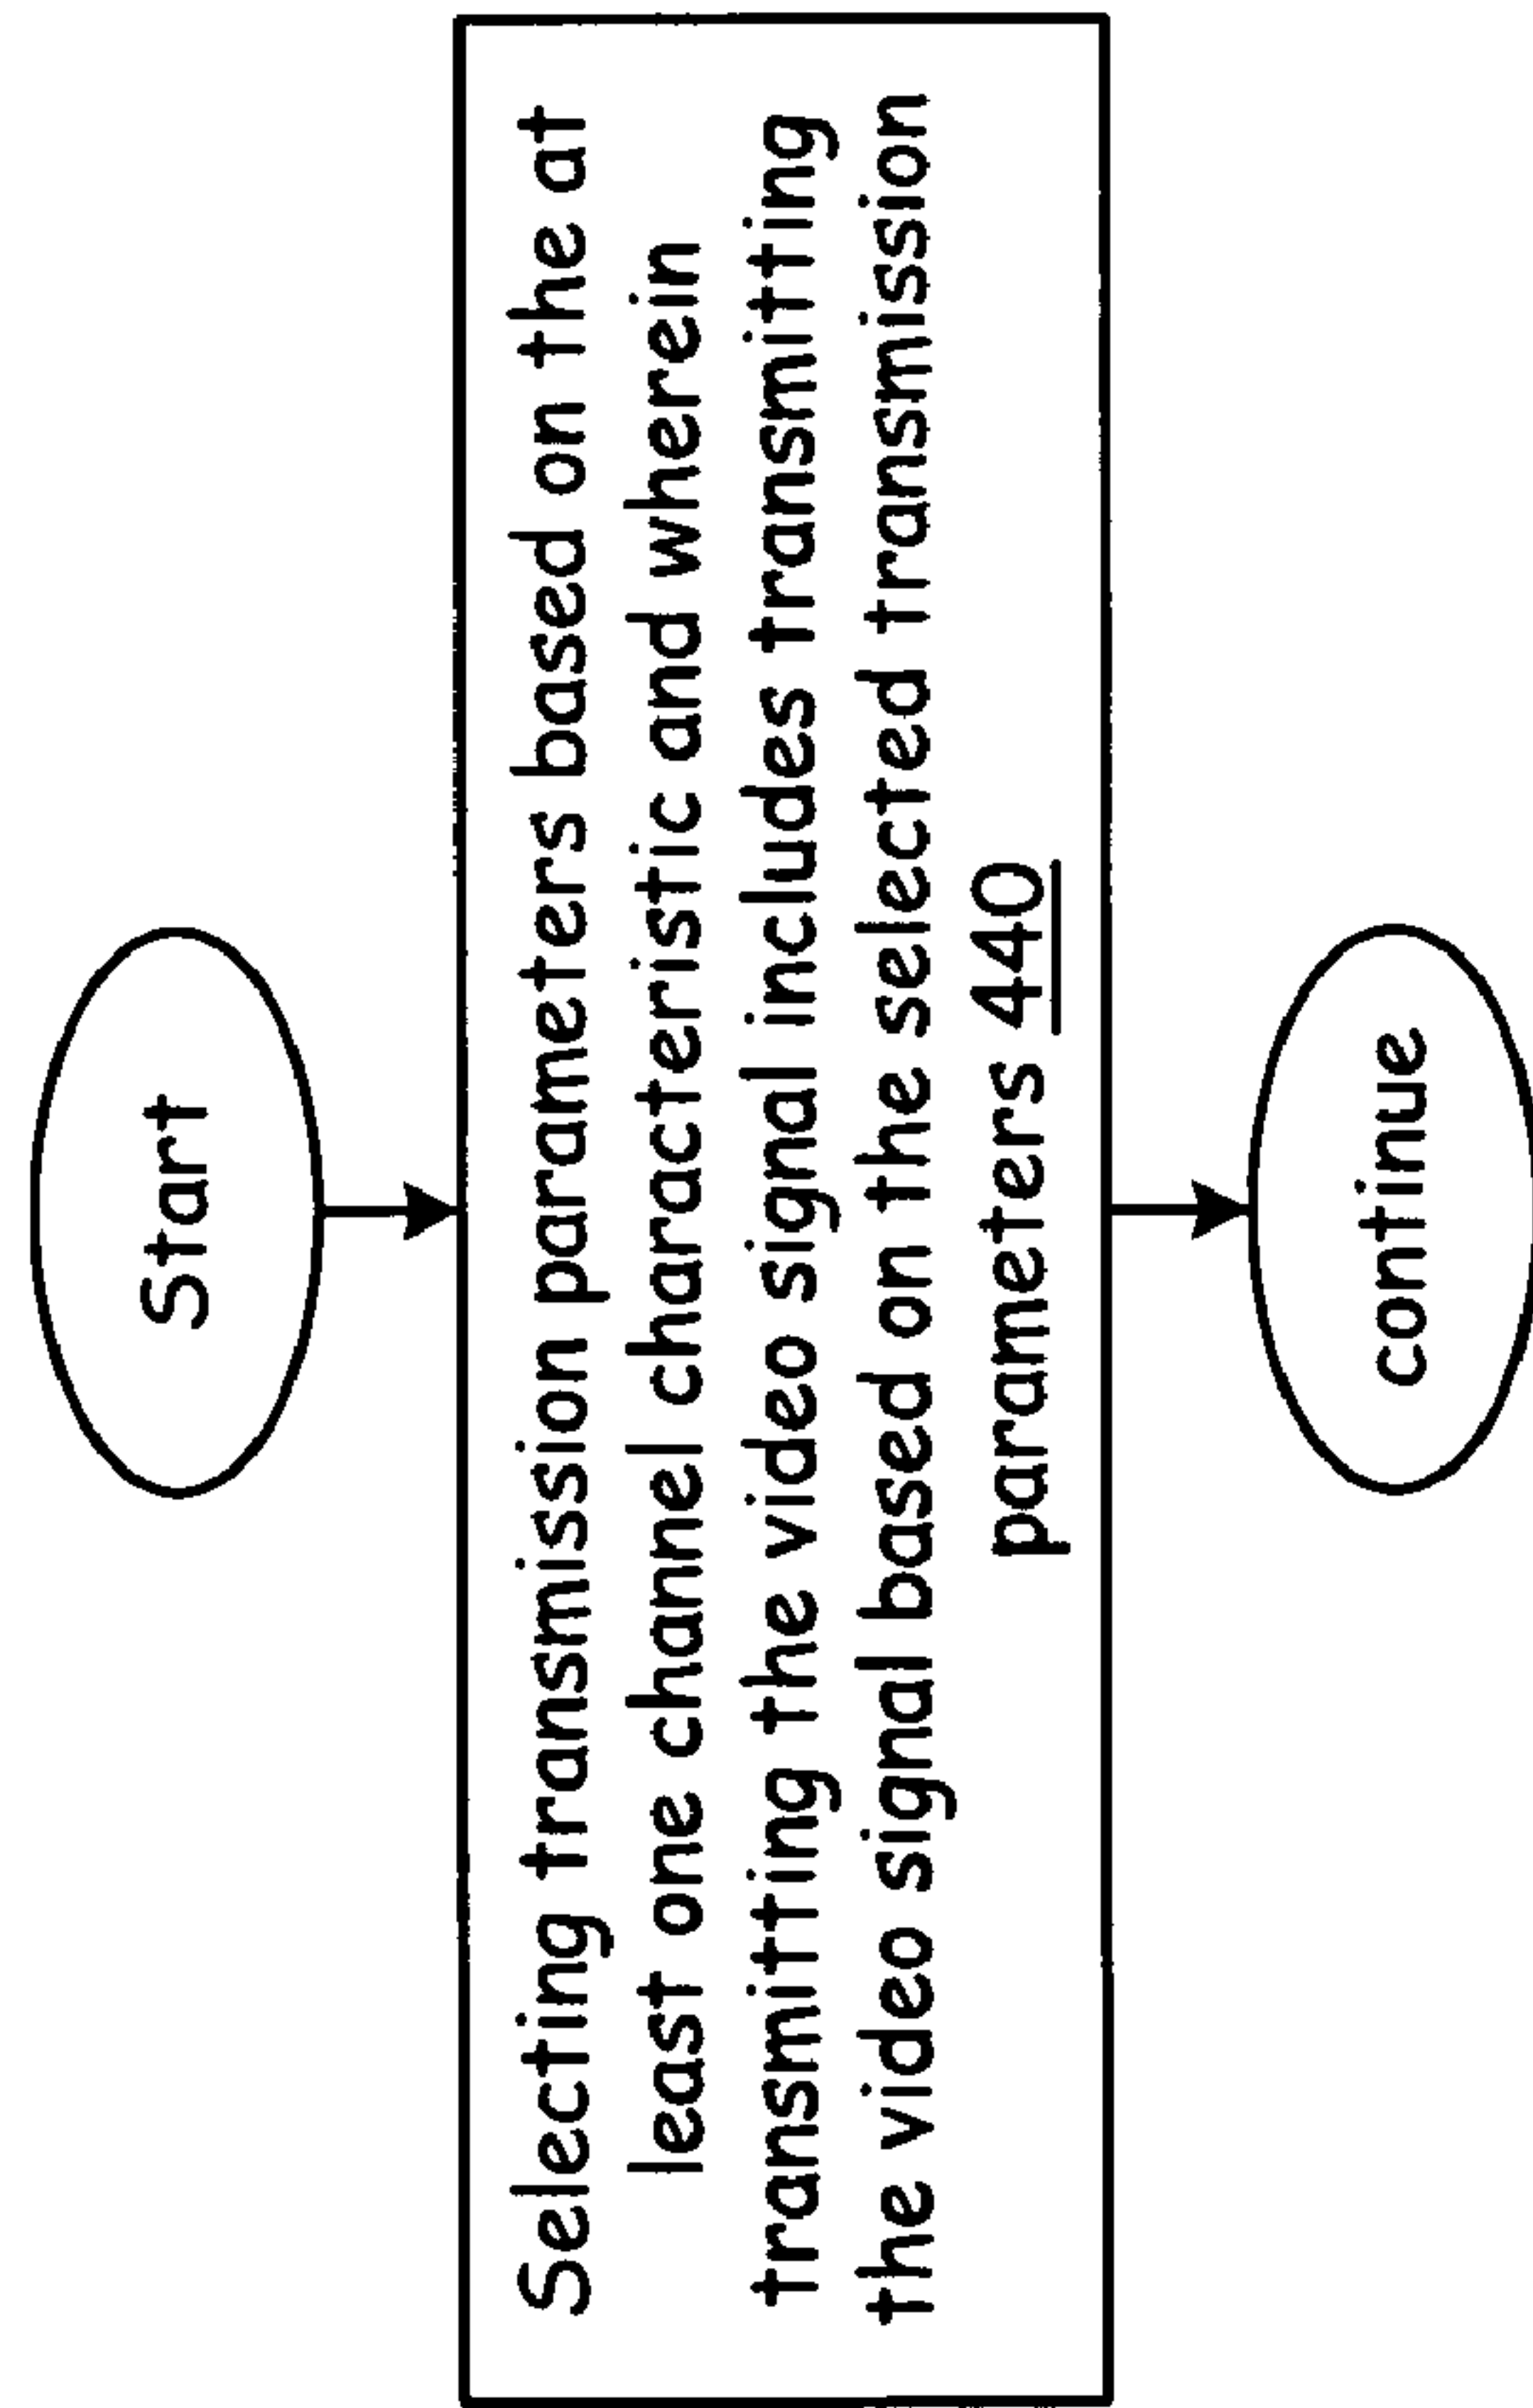 Start
Selecting transmission parameters based on the at
least one channel characteristic and wherein
transmitting the video signal includes transmitting
the video signal based on the selected transmission
parameters 440
continue